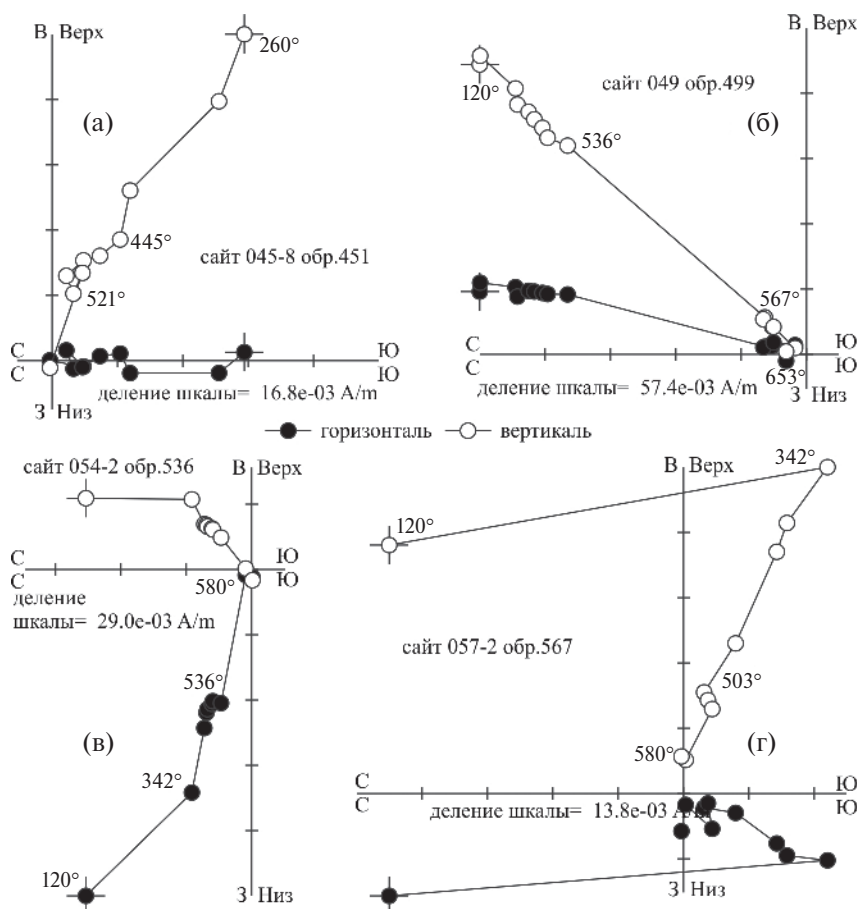 В Верх
260°
(а)
445°
сайт 045-8 обр.451
521°
С Ю
С Ю
деление шкалы= 16.8e-03 А/m
З Низ
В Верх
120°
сайт 049 обр.499
(б)
536°
567°
С Ю
С Ю
653°
деление шкалы= 57.4e-03 А/m
З Низ
горизонталь вертикаль
сайт 054-2 обр.536
В Верх
С Ю
С Ю
580°
деление
шкалы= 29.0e-03 А/m
536°
(в)
342°
120°
З Низ
В Верх
342°
120°
сайт 057-2 обр.567
503°
580°
(г)
С Ю
С Ю
деление шкалы= 13.8e-03 А/
З Низ